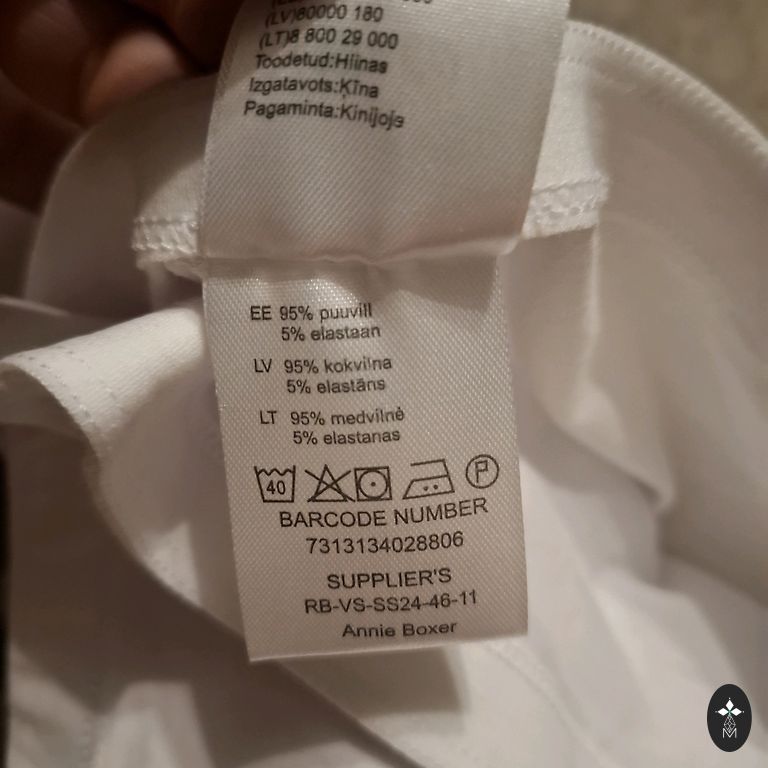 (LV)80000 180
(LT)8 800 29 000
Toodetud:Hiinas
Izgatavots:Ķīna
Pagaminta:Kinijoje
EE 95% puuvill
5% elastaan
LV 95% kokvilna
5% elastāns
LT 95% medvilnė
5% elastanas
40
P
BARCODE NUMBER
7313134028806
SUPPLIER'S
RB-VS-SS24-46-11
Annie Boxer
M